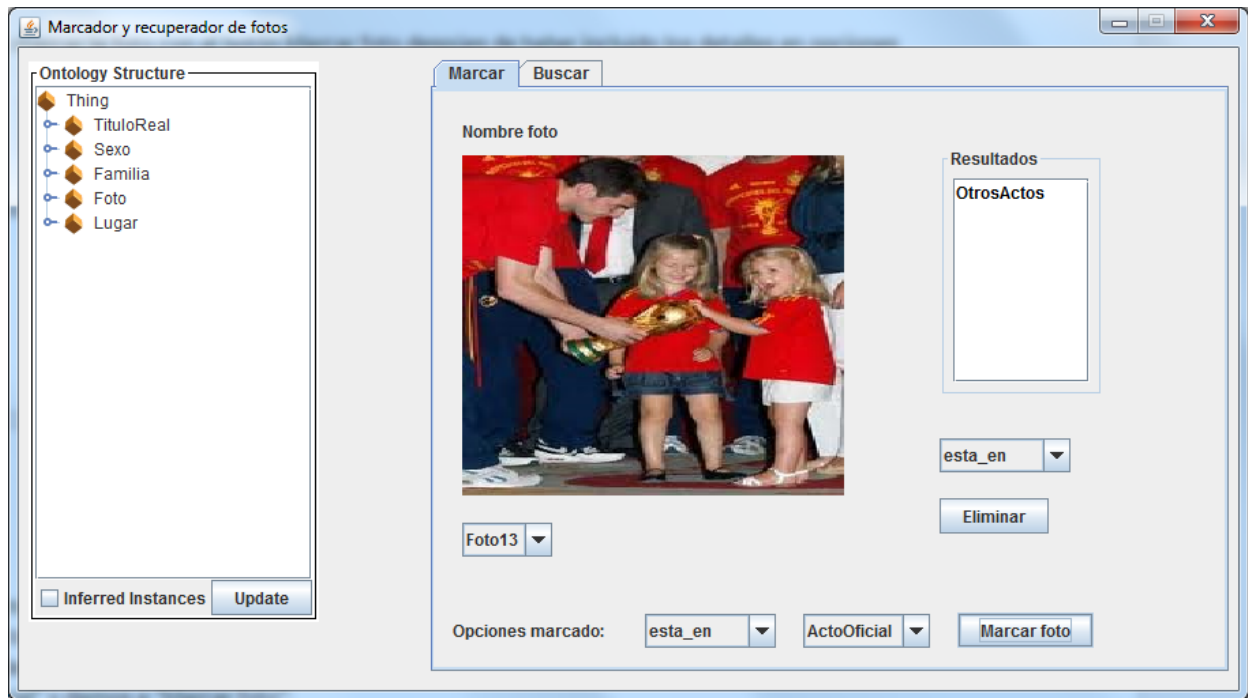 Marcador y recuperador de fotos
Ontology Structure
Thing
TituloReal
Sexo
Familia
Foto
Lugar
Inferred Instances
Update
Marcar
Buscar
Nombre foto
Resultados
OtrosActos
esta_en
Eliminar
Foto13
Opciones marcado:
esta_en
ActoOficial
Marcar foto